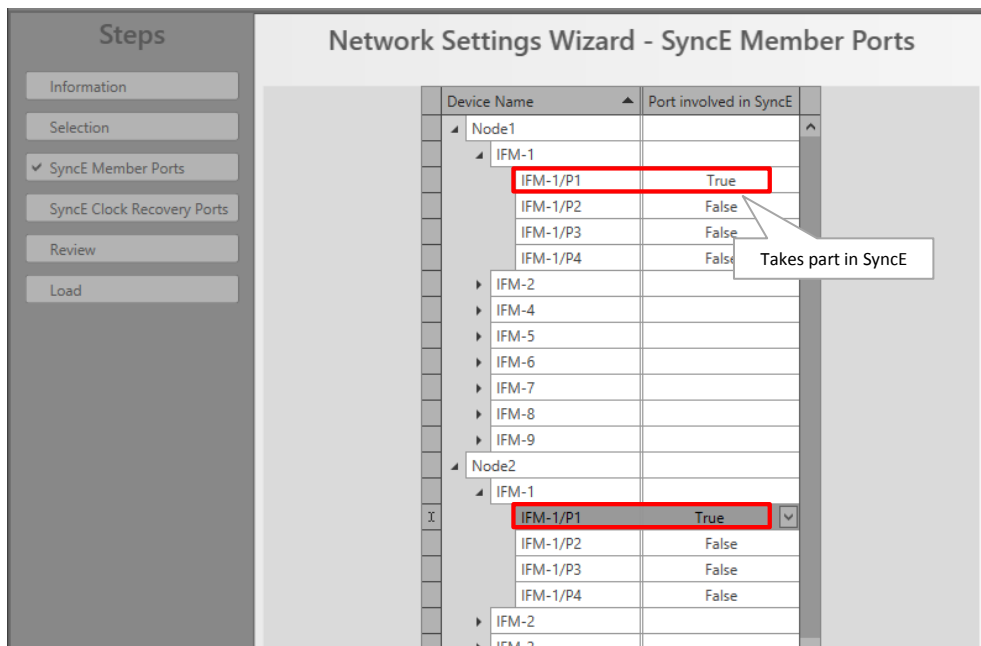 Steps
Information
Selection
SyncE Member Ports
SyncE Clock Recovery Ports
Review
Load
Network Settings Wizard - SyncE Member Ports
Device Name Port involved in SyncE
Node1
IFM-1
IFM-1/P1 True
IFM-1/P2 False
IFM-1/P3 False
IFM-1/P4 False
Takes part in SyncE
IFM-2
IFM-4
IFM-5
IFM-6
IFM-7
IFM-8
IFM-9
Node2
IFM-1
IFM-1/P1 True
IFM-1/P2 False
IFM-1/P3 False
IFM-1/P4 False
IFM-2